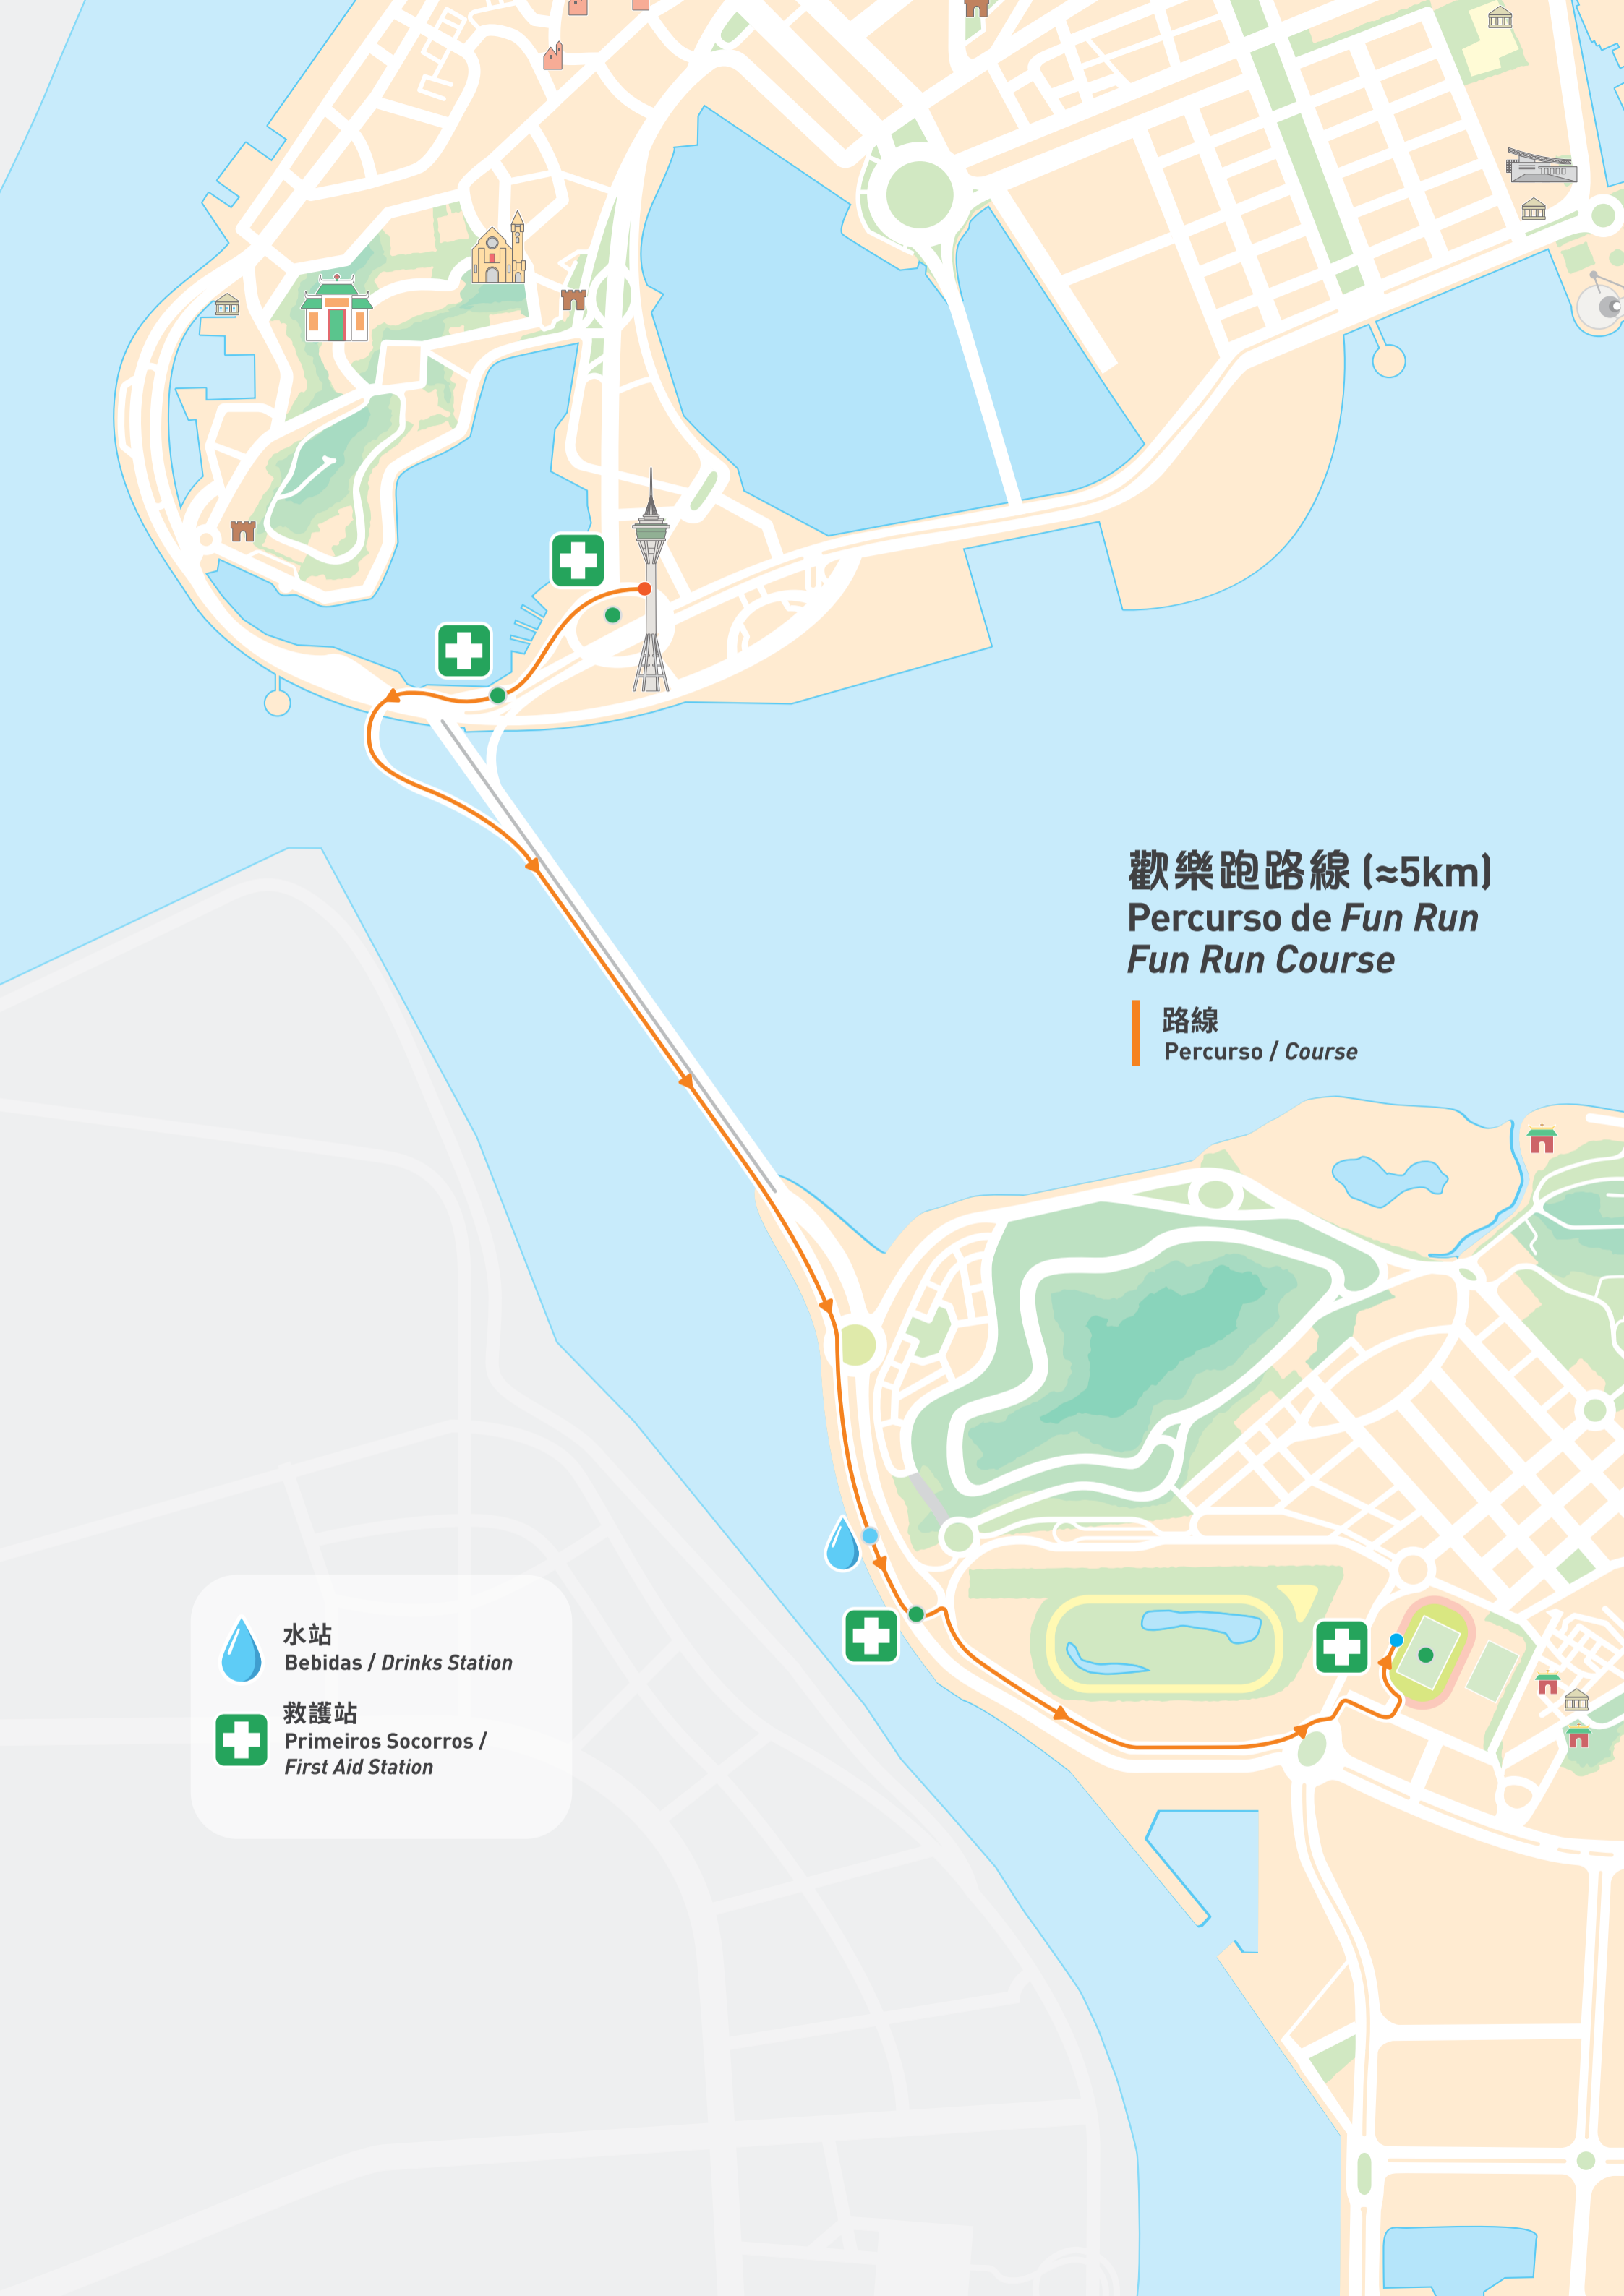 歡樂跑路線 (≈5km)
Percurso de Fun Run
Fun Run Course
路線
Percurso / Course
水站
Bebidas / Drinks Station
救護站
Primeiros Socorros /
First Aid Station